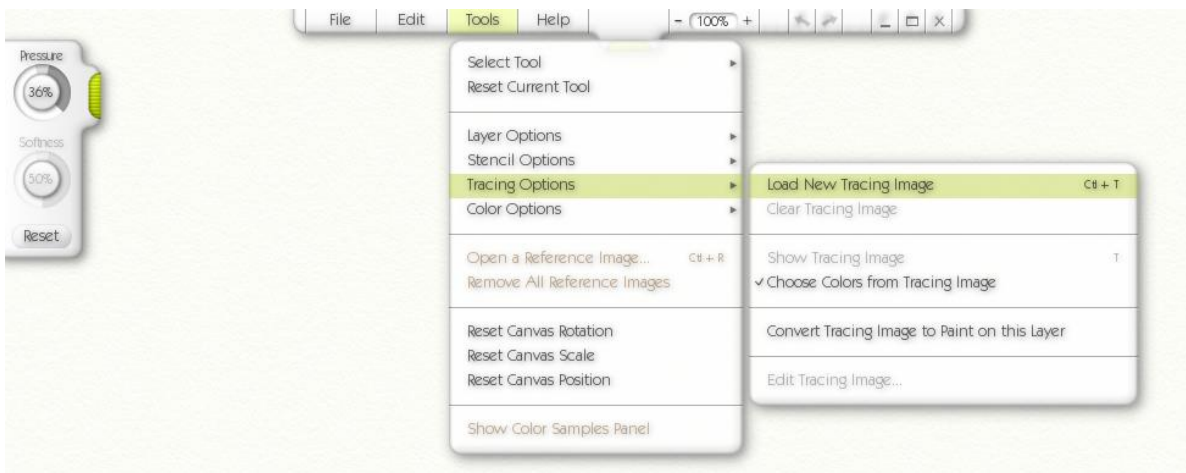 File Edit Tools Help - 100% +
Pressure
36%
Softness
50%
Reset
Select Tool
Reset Current Tool
Layer Options
Stencil Options
Tracing Options
Color Options
Open a Reference Image... Ctl + R
Remove All Reference Images
Reset Canvas Rotation
Reset Canvas Scale
Reset Canvas Position
Show Color Samples Panel
Load New Tracing Image Ctl + T
Clear Tracing Image
Show Tracing Image T
Choose Colors from Tracing Image
Convert Tracing Image to Paint on this Layer
Edit Tracing Image...